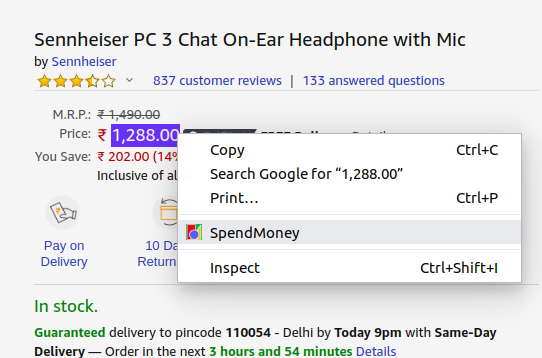 Sennheiser PC 3 Chat On-Ear Headphone with Mic
by Sennheiser
837 customer reviews | 133 answered questions
M.R.P.: ₹ 1,490.00
Price: ₹ 1,288.00 Details
You Save: ₹ 202.00 (14%
Inclusive of al
Copy Ctrl+C
Search Google for “1,288.00”
Print... Ctrl+P
SpendMoney
Inspect Ctrl+Shift+I
Pay on
Delivery
10 Da
Return
In stock.
Guaranteed delivery to pincode 110054 - Delhi by Today 9pm with Same-Day
Delivery — Order in the next 3 hours and 54 minutes Details